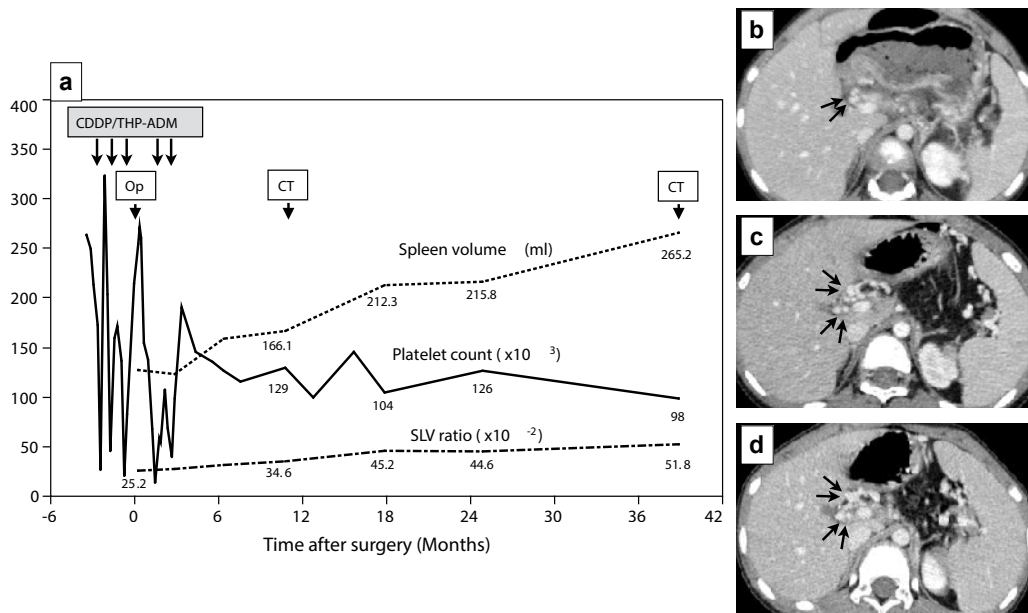 a
400
350
300
250
200
150
100
50
0
CDDP/THP-ADM
Op
CT
CT
Spleen volume (ml)
265.2
212.3
215.8
166.1
Platelet count (x10 3)
129
104
126
98
SLV ratio (x10 -2)
25.2
34.6
45.2
44.6
51.8
-6 0 6 12 18 24 30 36 42
Time after surgery (Months)
b
c
d